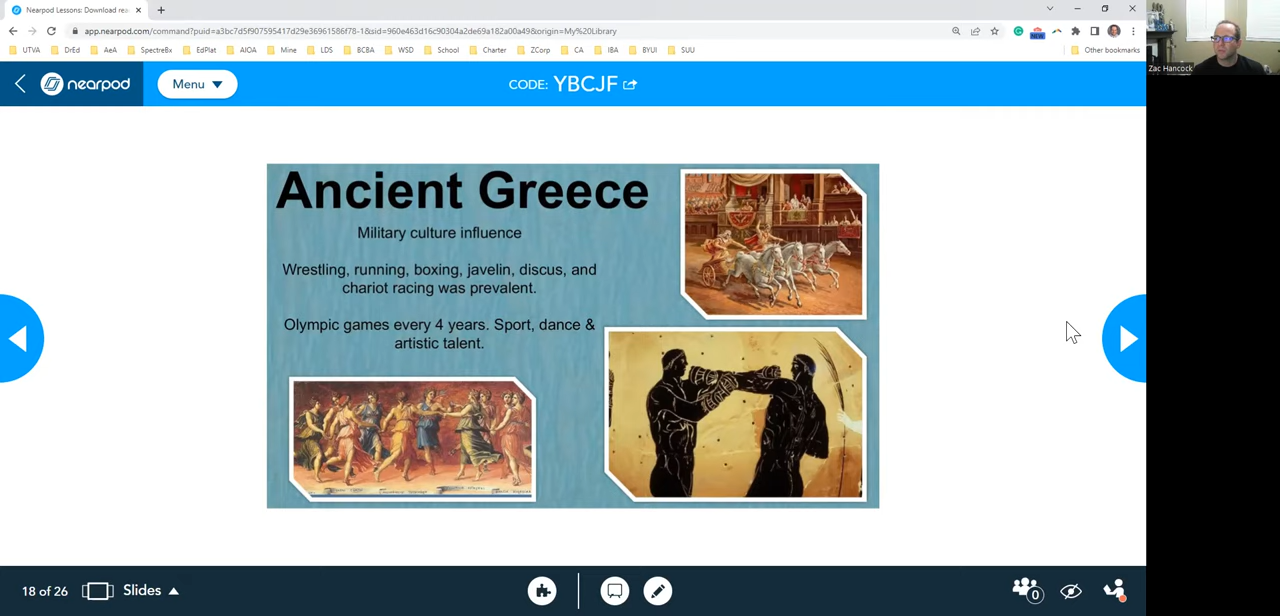 Nearpod Lessons: Download rea
app.nearpod.com/command?puid=a3bc7d5f907595417d29e36961586f78-1&sid=960e463d16c90304a2de69a182a00a49&origin=My%20Library
UTVA DrEd AeA SpectreBx EdPlat AIOA Mine LDS BCBA WSD School Charter ZCorp CA IBA BYUI SUU Other bookmarks
NEW
Zac Hancock
nearpod Menu CODE: YBCJF
Ancient Greece
Military culture influence
Wrestling, running, boxing, javelin, discus, and
chariot racing was prevalent.
Olympic games every 4 years. Sport, dance &
artistic talent.
18 of 26 Slides 0